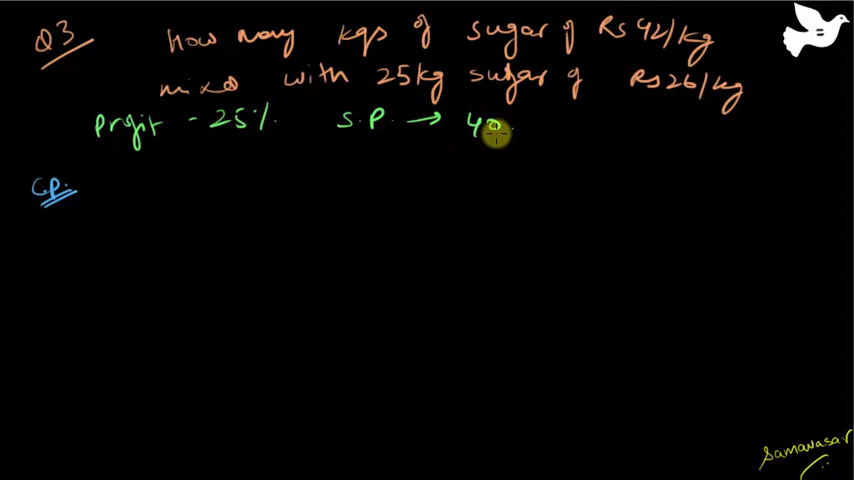 Q3 How many kgs of sugar of Rs 42/kg
mixed with 25kg sugar of Rs 26/kg
Profit - 25% S.P. → 40
C.P.
Samavasar